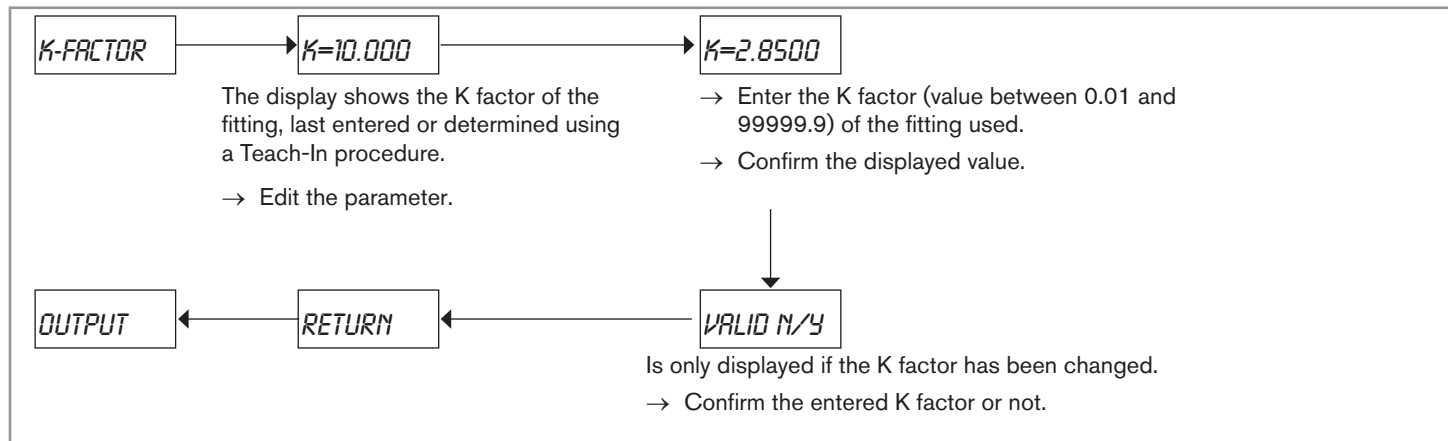 K-FACTOR
K=10.000
K=2.8500
The display shows the K factor of the
fitting, last entered or determined using
a Teach-In procedure.
→ Edit the parameter.
→ Enter the K factor (value between 0.01 and
99999.9) of the fitting used.
→ Confirm the displayed value.
OUTPUT
RETURN
VALID N/Y
Is only displayed if the K factor has been changed.
→ Confirm the entered K factor or not.